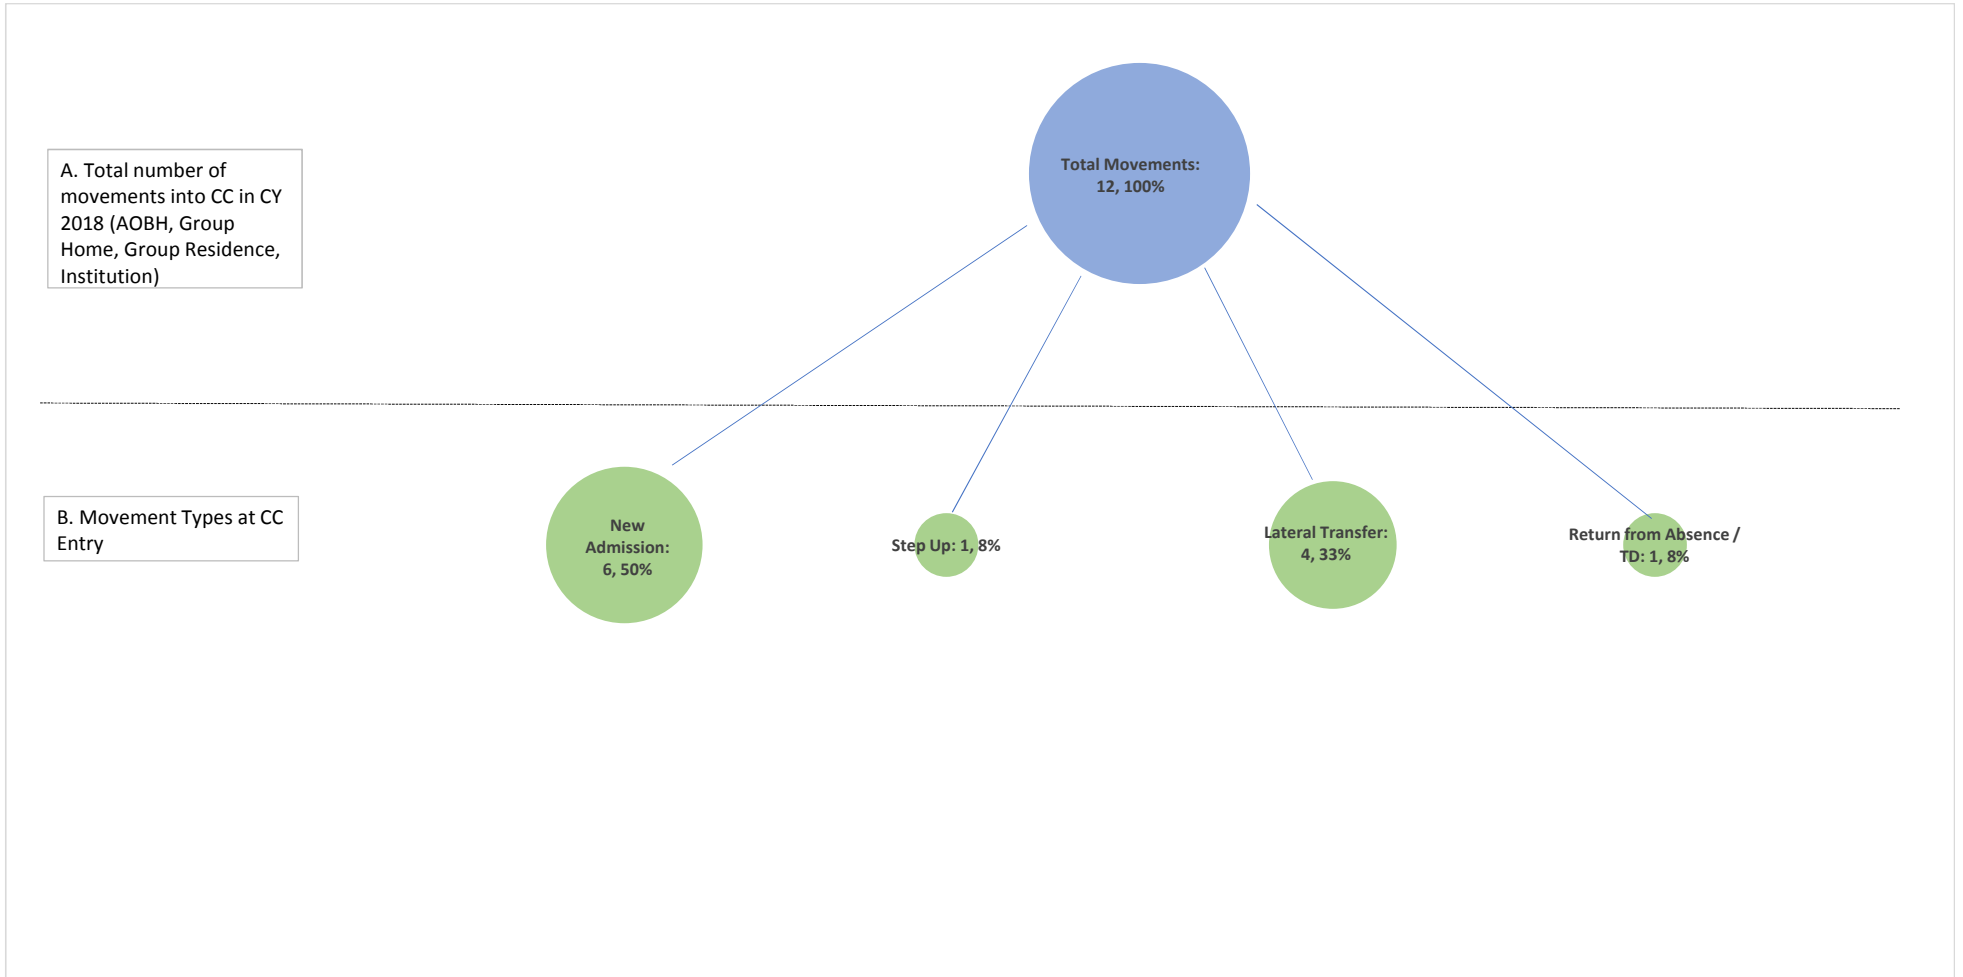 Total Movements:
12, 100%
A. Total number of
movements into CC in CY
2018 (AOBH, Group
Home, Group Residence,
Institution)
B. Movement Types at CC
Entry
New
Admission:
6, 50%
Step Up: 1, 8%
Lateral Transfer:
4, 33%
Return from Absence /
TD: 1, 8%